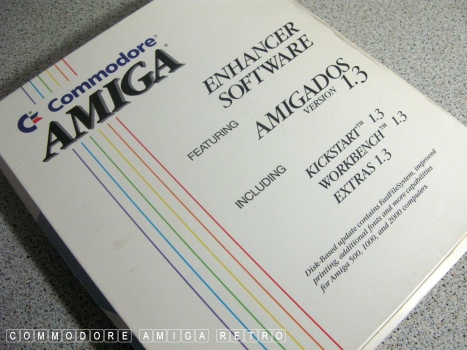 Commodore®
AMIGA®
ENHANCER
SOFTWARE
FEATURING
AMIGADOS
VERSION 1.3
INCLUDING
KICKSTART™ 1.3
WORKBENCH™ 1.3
EXTRAS 1.3
Disk-Based update contains FastFileSystem, improved
printing, additional fonts and more capabilities
for Amiga 500, 1000, and 2000 computers
COMMODORE AMIGA RETRO